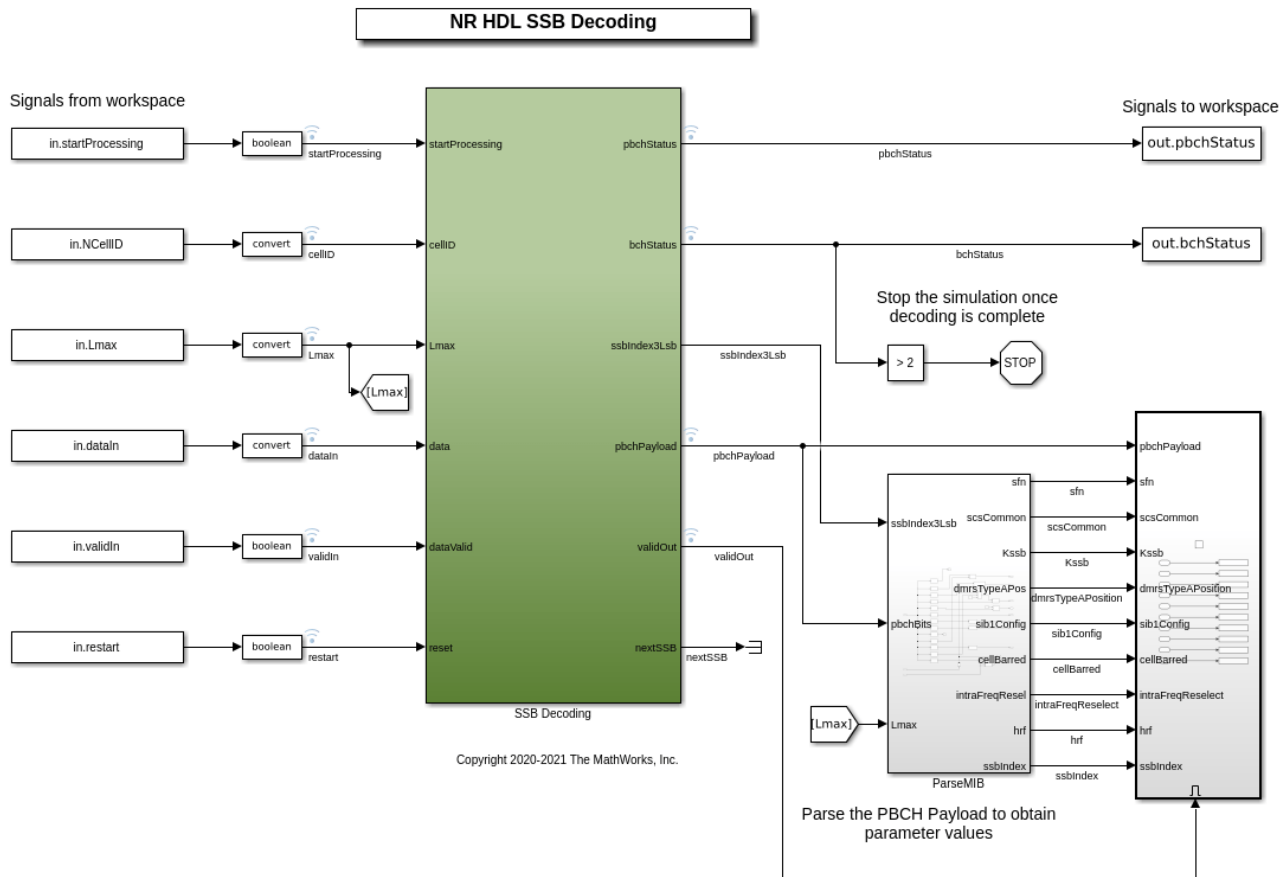 NR HDL SSB Decoding
Signals from workspace
Signals to workspace
in.startProcessing
boolean
startProcessing
startProcessing
pbchStatus
pbchStatus
out.pbchStatus
in.NCellID
convert
cellID
cellID
bchStatus
bchStatus
out.bchStatus
Stop the simulation once
decoding is complete
in.Lmax
convert
Lmax
Lmax
ssbIndex3Lsb
ssbIndex3Lsb
> 2
STOP
[Lmax]
in.dataIn
convert
dataIn
data
pbchPayload
pbchPayload
pbchPayload
in.validIn
boolean
validIn
dataValid
validOut
validOut
in.restart
boolean
restart
reset
nextSSB
nextSSB
SSB Decoding
Copyright 2020-2021 The MathWorks, Inc.
ssbIndex3Lsb
pbchBits
[Lmax]
Lmax
sfn
sfn
sfn
scsCommon
scsCommon
scsCommon
Kssb
Kssb
Kssb
dmrsTypeAPos
dmrsTypeAPosition
dmrsTypeAPosition
sib1Config
sib1Config
sib1Config
cellBarred
cellBarred
cellBarred
intraFreqResel
intraFreqReselect
intraFreqReselect
hrf
hrf
hrf
ssbIndex
ssbIndex
ssbIndex
ParseMIB
Parse the PBCH Payload to obtain
parameter values